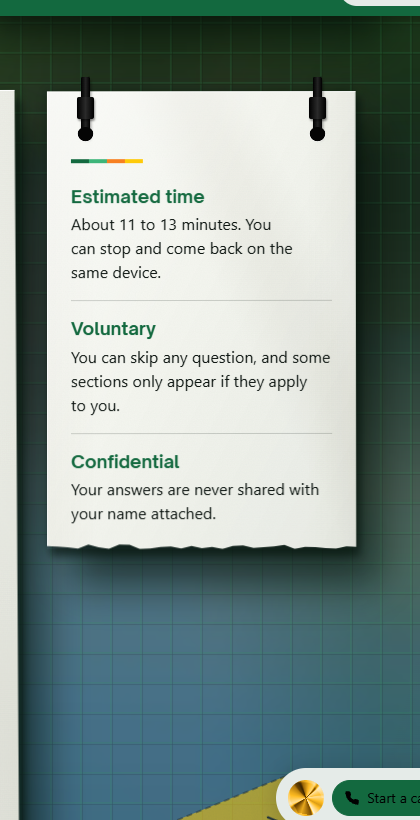 Estimated time
About 11 to 13 minutes. You
can stop and come back on the
same device.
Voluntary
You can skip any question, and some
sections only appear if they apply
to you.
Confidential
Your answers are never shared with
your name attached.
Start a